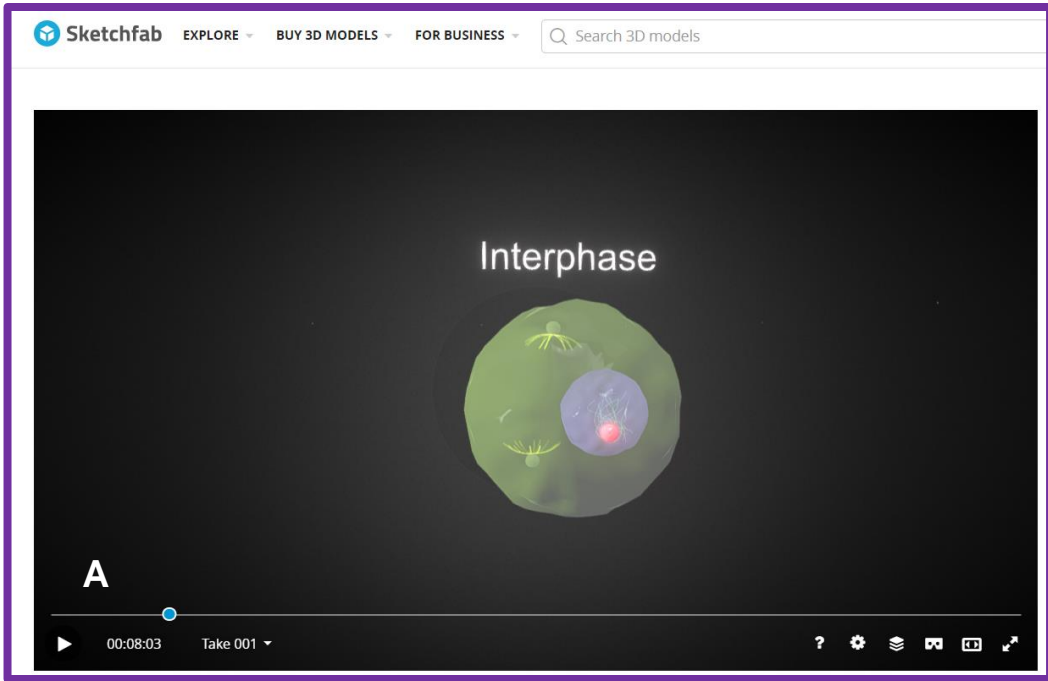 Sketchfab EXPLORE BUY 3D MODELS FOR BUSINESS Search 3D models
Interphase
A
00:08:03 Take 001 ?